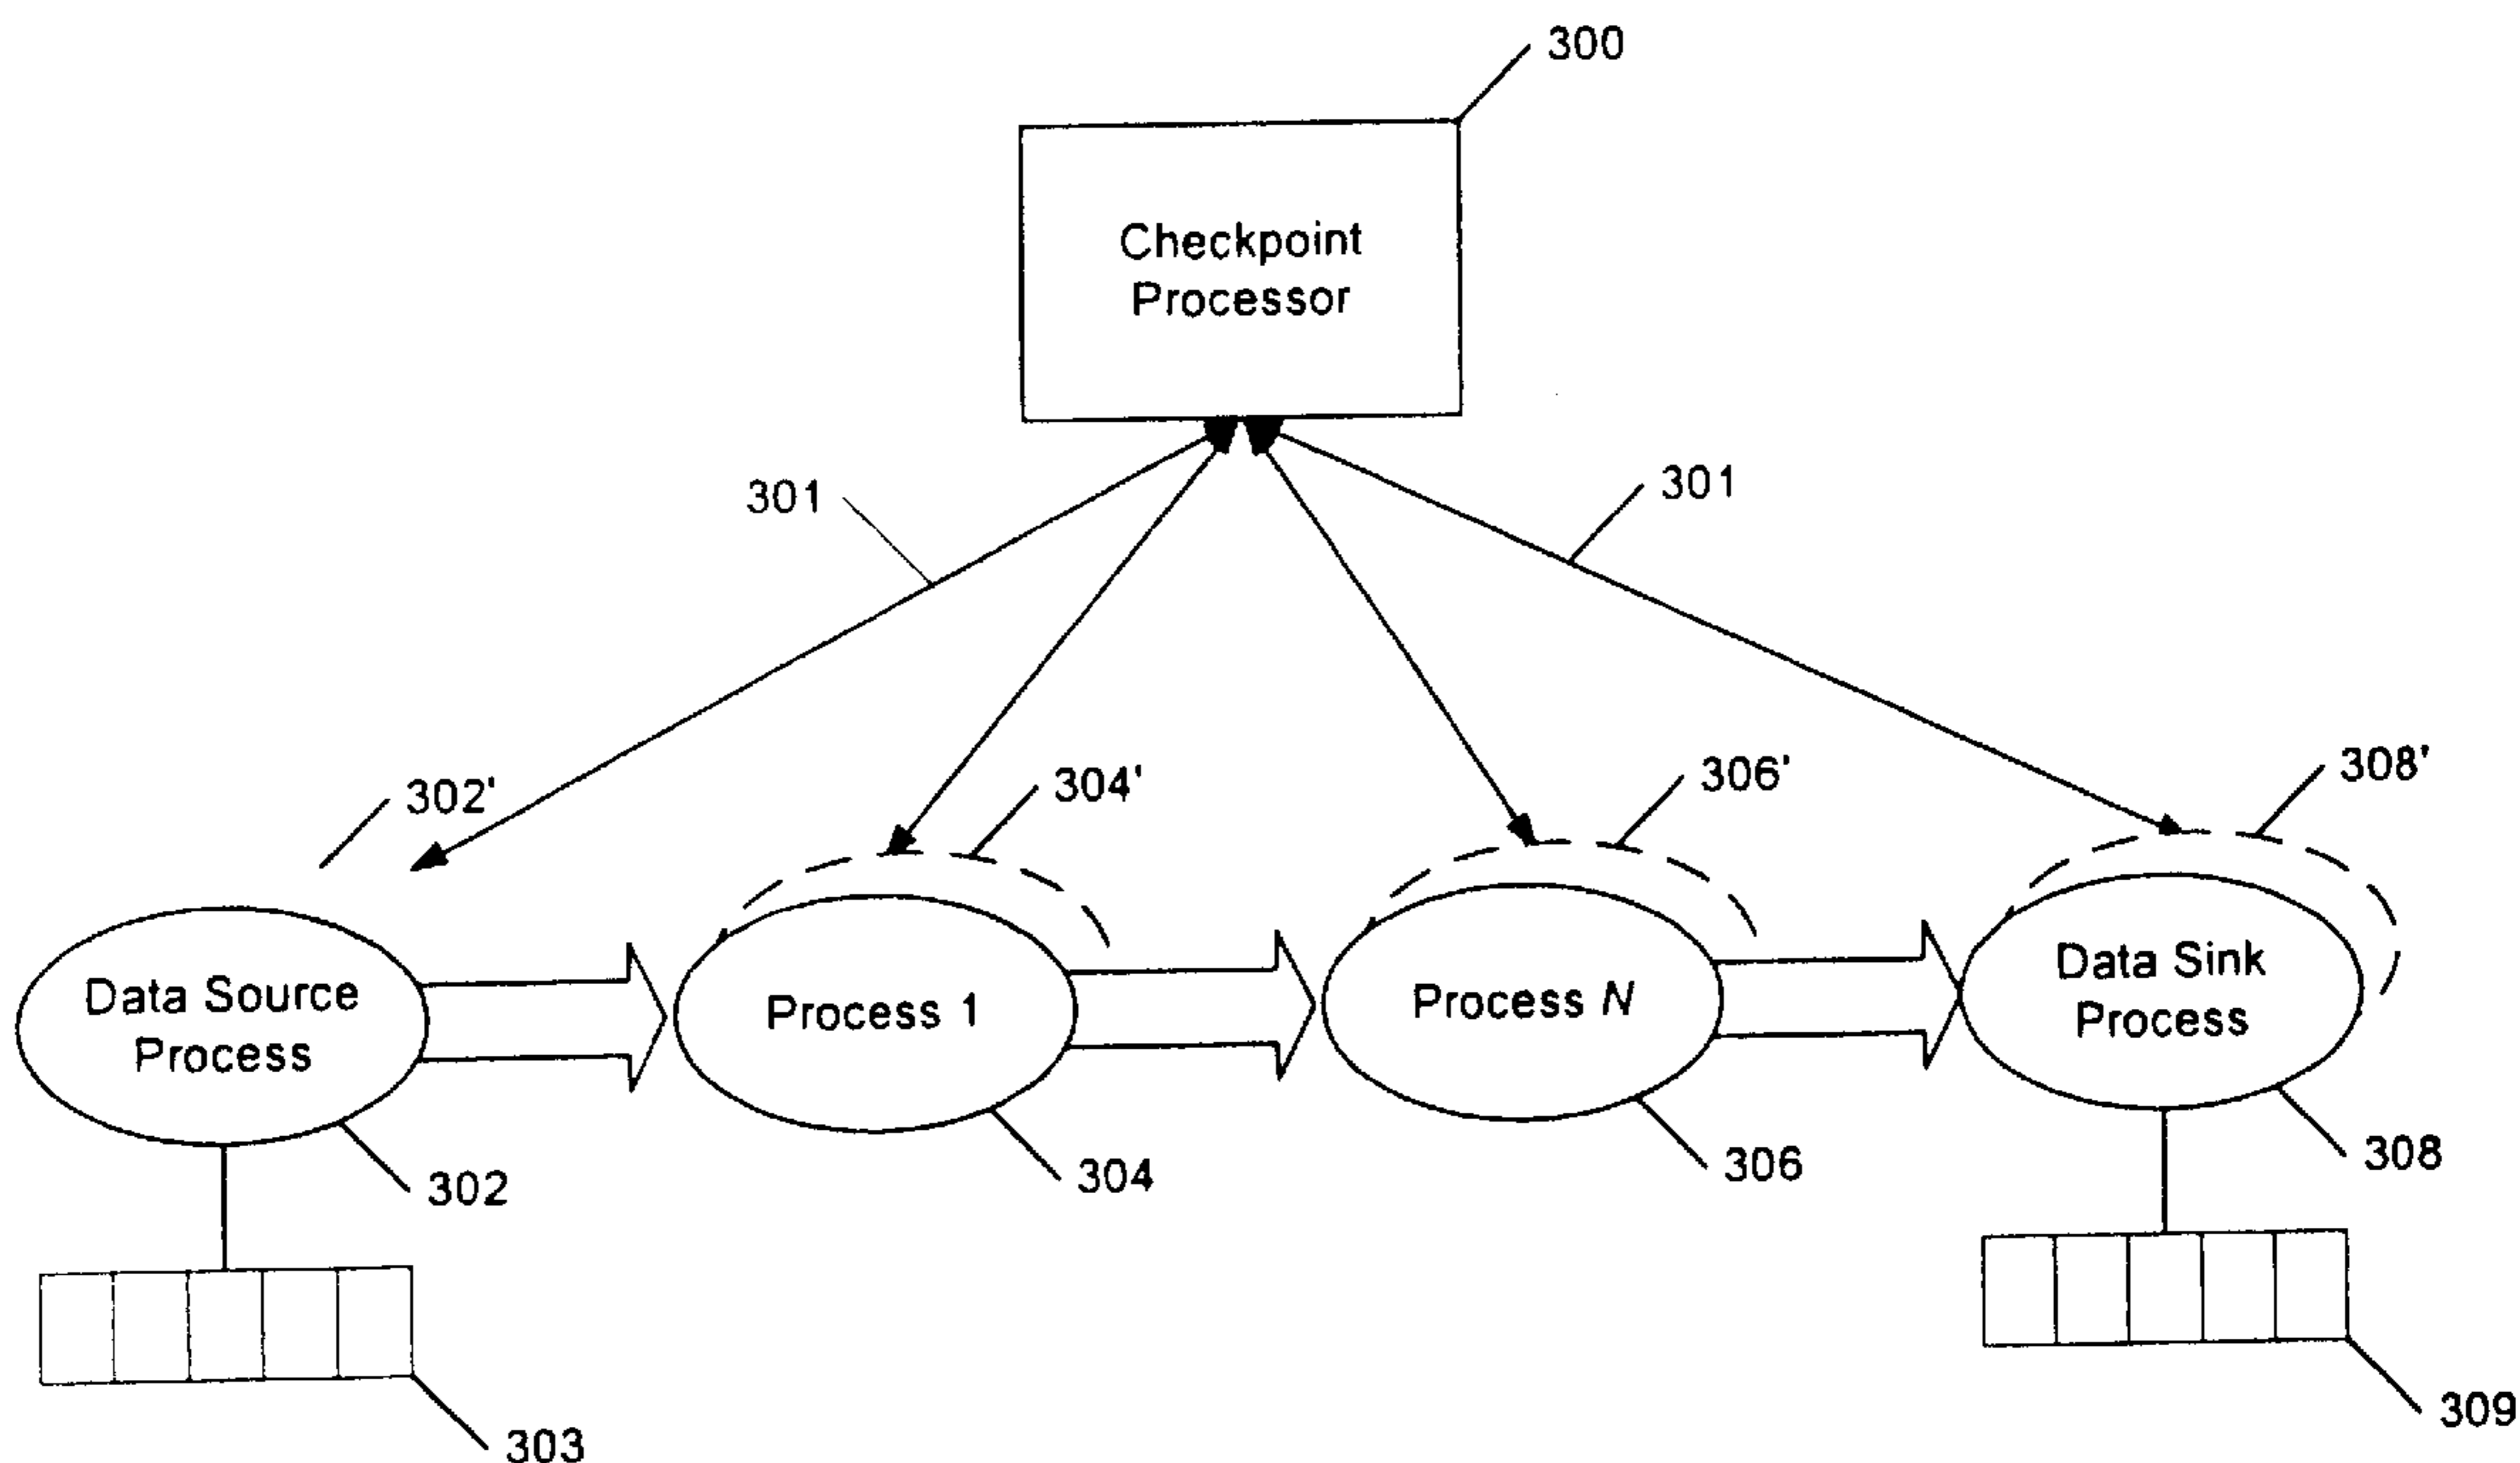 300
Checkpoint
Processor
301
301
302'
304'
306'
308'
Data Source
Process
Process 1
Process N
Data Sink
Process
302
304
306
308
303
309